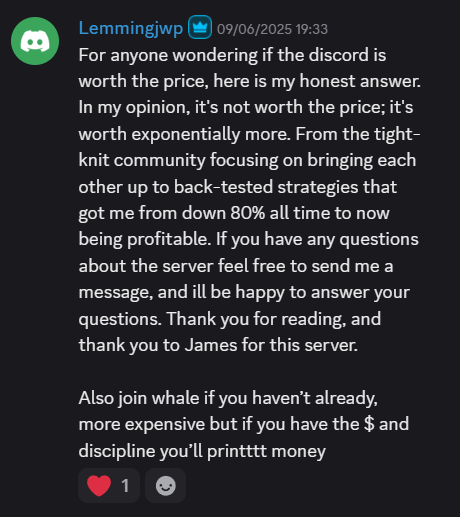 Lemmingjwp 09/06/2025 19:33
For anyone wondering if the discord is
worth the price, here is my honest answer.
In my opinion, it's not worth the price; it's
worth exponentially more. From the tight-
knit community focusing on bringing each
other up to back-tested strategies that
got me from down 80% all time to now
being profitable. If you have any questions
about the server feel free to send me a
message, and ill be happy to answer your
questions. Thank you for reading, and
thank you to James for this server.
Also join whale if you haven’t already,
more expensive but if you have the $ and
discipline you’ll printttt money
1